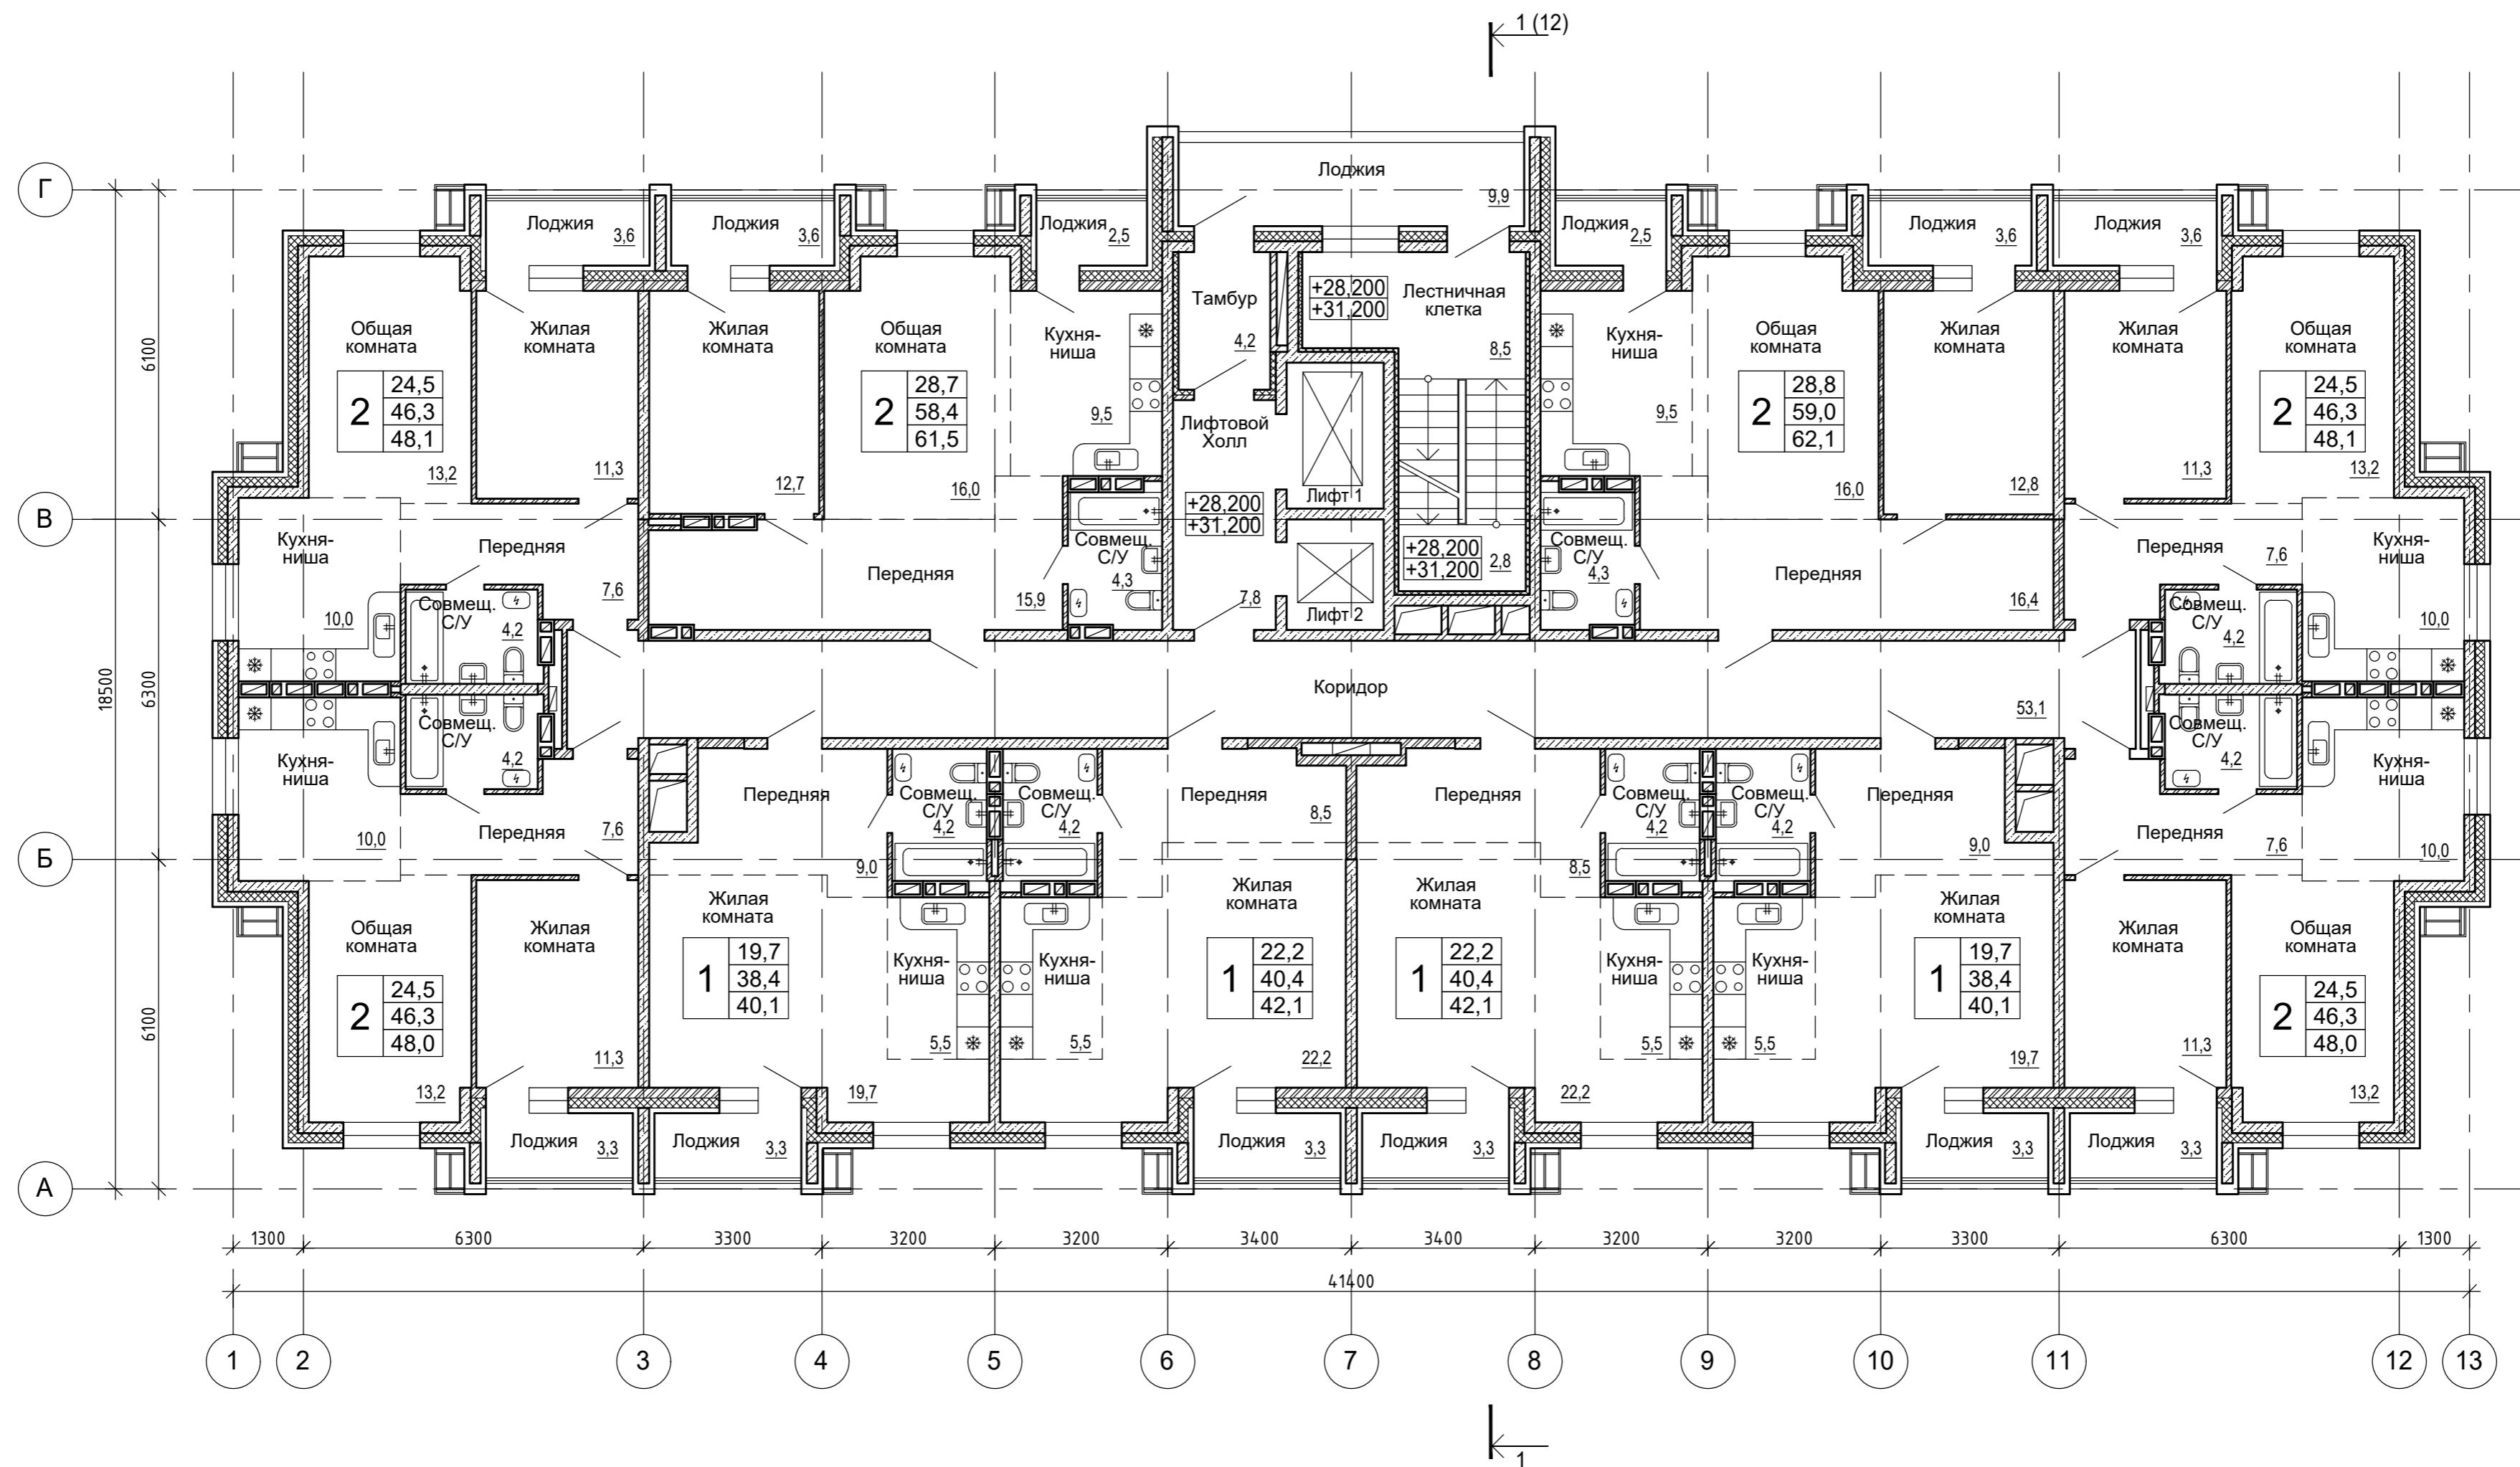 1 (12)
Г
В
Б
А
6100
6300
6100
18500
Лоджия
9,9
Лоджия
3,6
Лоджия
3,6
Лоджия
2,5
Лоджия
2,5
Лоджия
3,6
Лоджия
3,6
Тамбур
4,2
+28,200
+31,200
Лестничная
клетка
8,5
Общая
комната
2
24,5
46,3
48,1
13,2
Жилая
комната
11,3
Жилая
комната
12,7
Общая
комната
2
28,7
58,4
61,5
16,0
Кухня-
ниша
9,5
Лифтовой
Холл
+28,200
+31,200
7,8
Лифт 1
Лифт 2
+28,200
+31,200
2,8
Кухня-
ниша
9,5
Общая
комната
2
28,8
59,0
62,1
16,0
Жилая
комната
12,8
Жилая
комната
11,3
Общая
комната
2
24,5
46,3
48,1
13,2
Кухня-
ниша
10,0
Передняя
7,6
Совмещ.
С/У
4,2
Передняя
15,9
Совмещ.
С/У
4,3
Совмещ.
С/У
4,3
Передняя
16,4
Передняя
7,6
Совмещ.
С/У
4,2
Кухня-
ниша
10,0
Коридор
53,1
Кухня-
ниша
10,0
Совмещ.
С/У
4,2
Передняя
7,6
Передняя
9,0
Совмещ.
С/У
4,2
Совмещ.
С/У
4,2
Передняя
8,5
Передняя
8,5
Совмещ.
С/У
4,2
Совмещ.
С/У
4,2
Передняя
9,0
Совмещ.
С/У
4,2
Передняя
7,6
Кухня-
ниша
10,0
Общая
комната
2
24,5
46,3
48,0
13,2
Жилая
комната
11,3
Жилая
комната
1
19,7
38,4
40,1
19,7
Кухня-
ниша
5,5
Кухня-
ниша
5,5
Жилая
комната
1
22,2
40,4
42,1
22,2
Жилая
комната
1
22,2
40,4
42,1
22,2
Кухня-
ниша
5,5
Кухня-
ниша
5,5
Жилая
комната
1
19,7
38,4
40,1
19,7
Жилая
комната
11,3
Общая
комната
2
24,5
46,3
48,0
13,2
Лоджия
3,3
Лоджия
3,3
Лоджия
3,3
Лоджия
3,3
Лоджия
3,3
Лоджия
3,3
1300 6300 3300 3200 3200 3400 3400 3200 3200 3300 6300 1300
41400
1 2 3 4 5 6 7 8 9 10 11 12 13
1